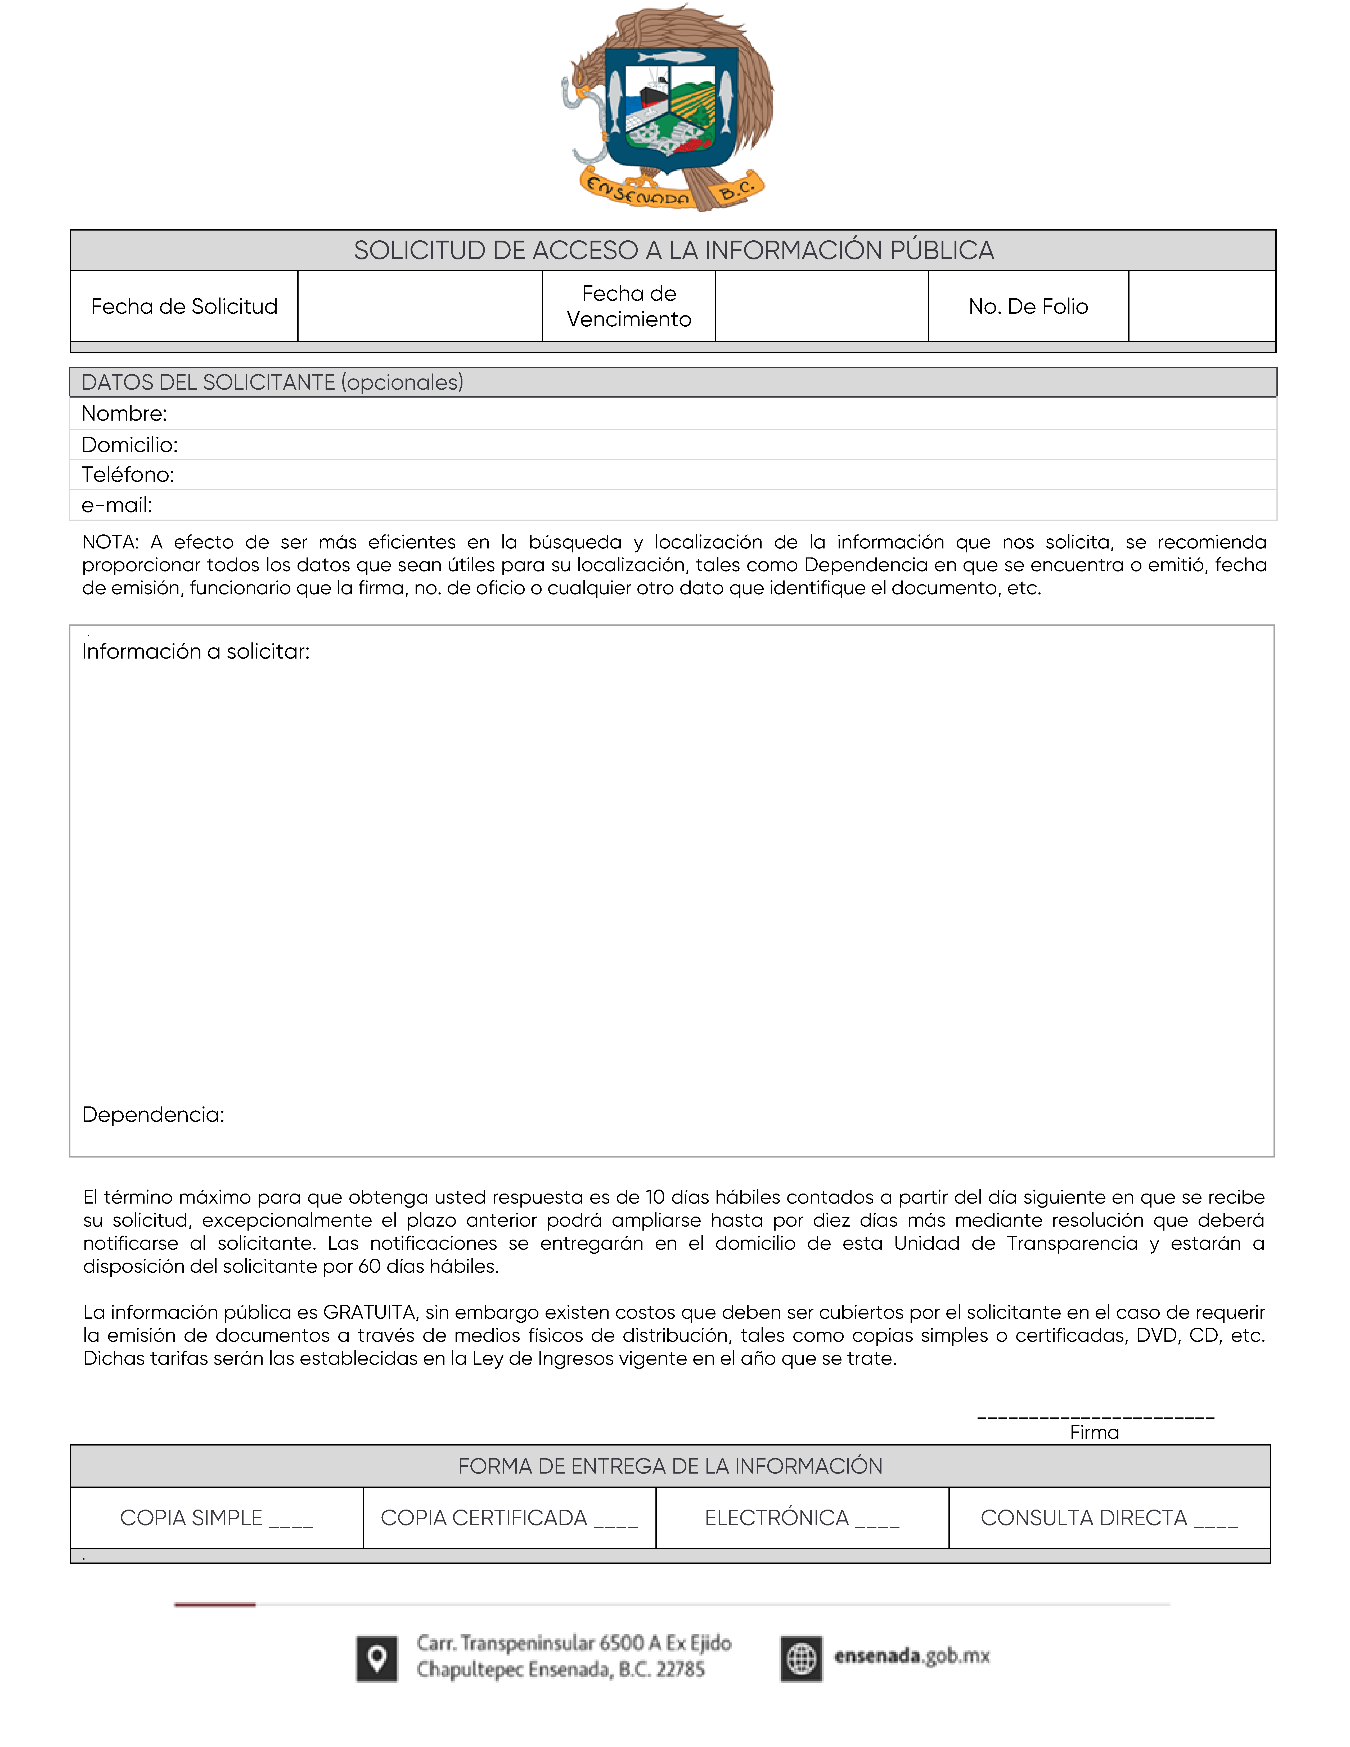 ENSENADA B.C.
SOLICITUD DE ACCESO A LA INFORMACIÓN PÚBLICA
Fecha de Solicitud
Fecha de
Vencimiento
No. De Folio
DATOS DEL SOLICITANTE (opcionales)
Nombre:
Domicilio:
Teléfono:
e-mail:
NOTA: A efecto de ser más eficientes en la búsqueda y localización de la información que nos solicita, se recomienda
proporcionar todos los datos que sean útiles para su localización, tales como Dependencia en que se encuentra o emitió, fecha
de emisión, funcionario que la firma, no. de oficio o cualquier otro dato que identifique el documento, etc.
Información a solicitar:
Dependencia:
El término máximo para que obtenga usted respuesta es de 10 días hábiles contados a partir del día siguiente en que se recibe
su solicitud, excepcionalmente el plazo anterior podrá ampliarse hasta por diez días más mediante resolución que deberá
notificarse al solicitante. Las notificaciones se entregarán en el domicilio de esta Unidad de Transparencia y estarán a
disposición del solicitante por 60 días hábiles.
La información pública es GRATUITA, sin embargo existen costos que deben ser cubiertos por el solicitante en el caso de requerir
la emisión de documentos a través de medios físicos de distribución, tales como copias simples o certificadas, DVD, CD, etc.
Dichas tarifas serán las establecidas en la Ley de Ingresos vigente en el año que se trate.
_______________________
Firma
FORMA DE ENTREGA DE LA INFORMACIÓN
COPIA SIMPLE ____
COPIA CERTIFICADA ____
ELECTRÓNICA ____
CONSULTA DIRECTA ____
Carr. Transpeninsular 6500 A Ex Ejido
Chapultepec Ensenada, B.C. 22785
ensenada.gob.mx